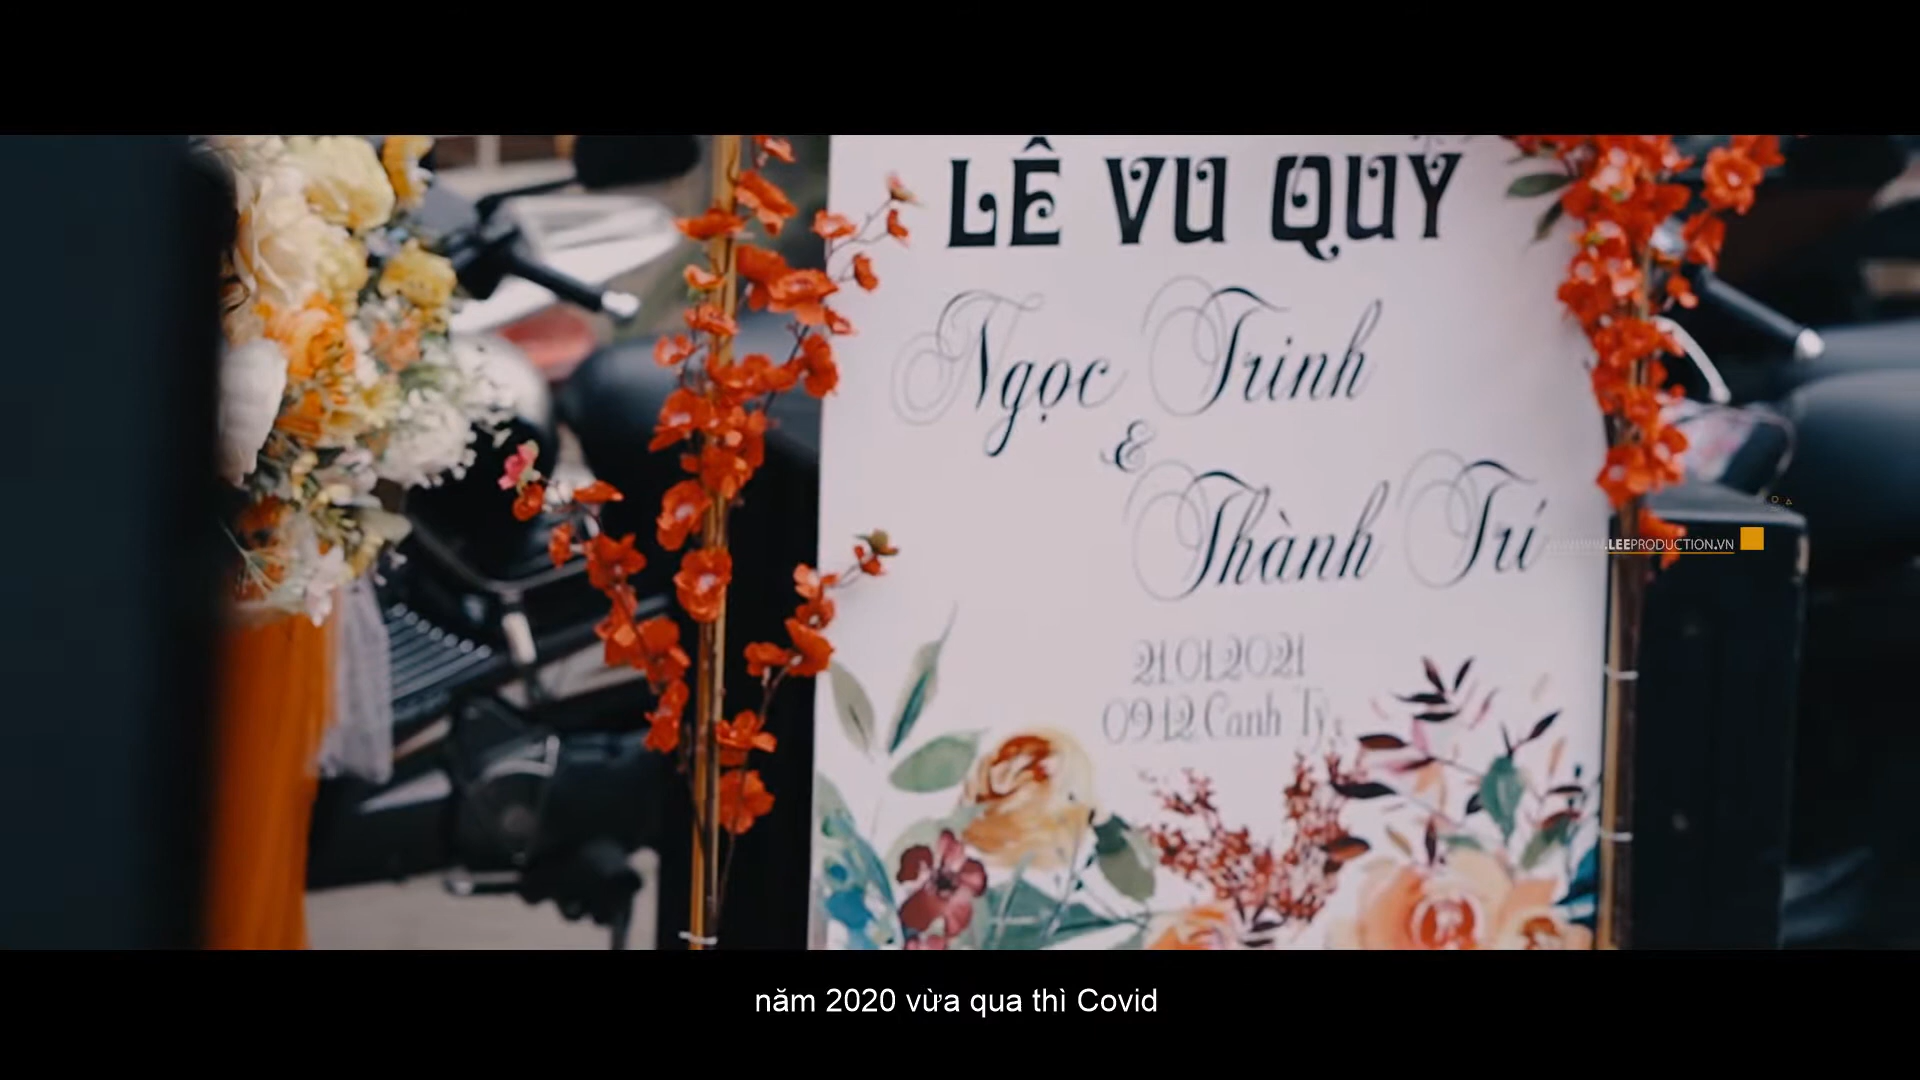 LÊ VU QUY
Ngọc Trinh
&
Thành Trí
21.01.2021
09.12 Canh Tý
WWW.LEEPRODUCTION.VN
năm 2020 vừa qua thì Covid